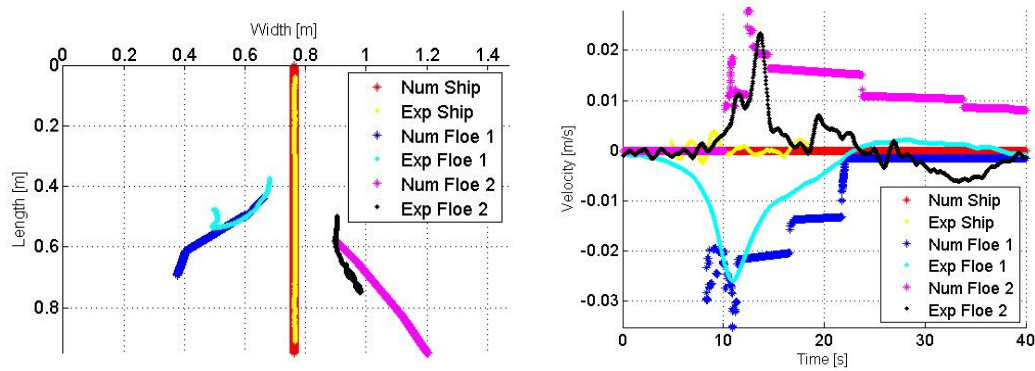 Width [m]
0 0.2 0.4 0.6 0.8 1 1.2 1.4
0
0.2
0.4
0.6
0.8
Length [m]
Num Ship
Exp Ship
Num Floe 1
Exp Floe 1
Num Floe 2
Exp Floe 2
0.02
0.01
0
-0.01
-0.02
-0.03
Velocity [m/s]
Num Ship
Exp Ship
Num Floe 1
Exp Floe 1
Num Floe 2
Exp Floe 2
0 10 20 30 40
Time [s]